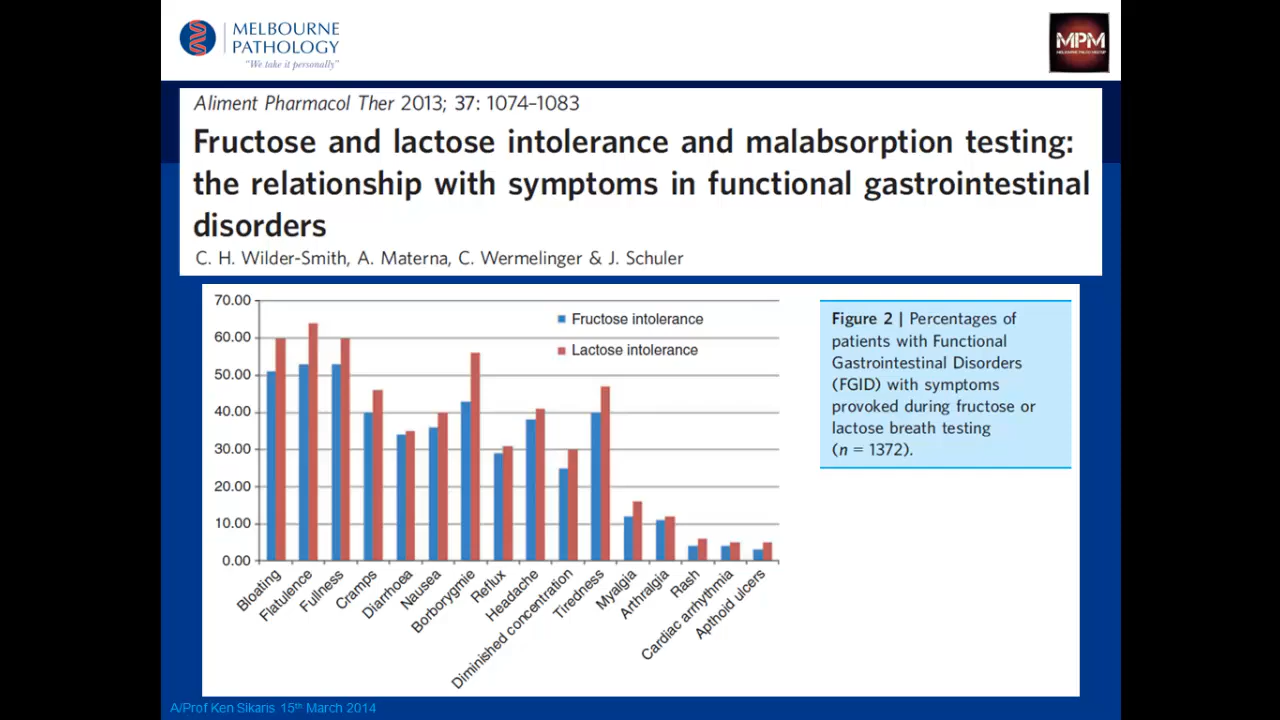 MELBOURNE
PATHOLOGY
"We take it personally"
MPM
Aliment Pharmacol Ther 2013; 37: 1074–1083
Fructose and lactose intolerance and malabsorption testing:
the relationship with symptoms in functional gastrointestinal
disorders
C. H. Wilder-Smith, A. Materna, C. Wermelinger & J. Schuler
70.00
60.00
50.00
40.00
30.00
20.00
10.00
0.00
Fructose intolerance
Lactose intolerance
Bloating
Flatulence
Fullness
Cramps
Diarrhoea
Nausea
Borborygmie
Reflux
Headache
Diminished concentration
Tiredness
Myalgia
Arthralgia
Rash
Cardiac arrhythmia
Apthoid ulcers
Figure 2 | Percentages of
patients with Functional
Gastrointestinal Disorders
(FGID) with symptoms
provoked during fructose or
lactose breath testing
(n = 1372).
A/Prof Ken Sikaris 15th March 2014